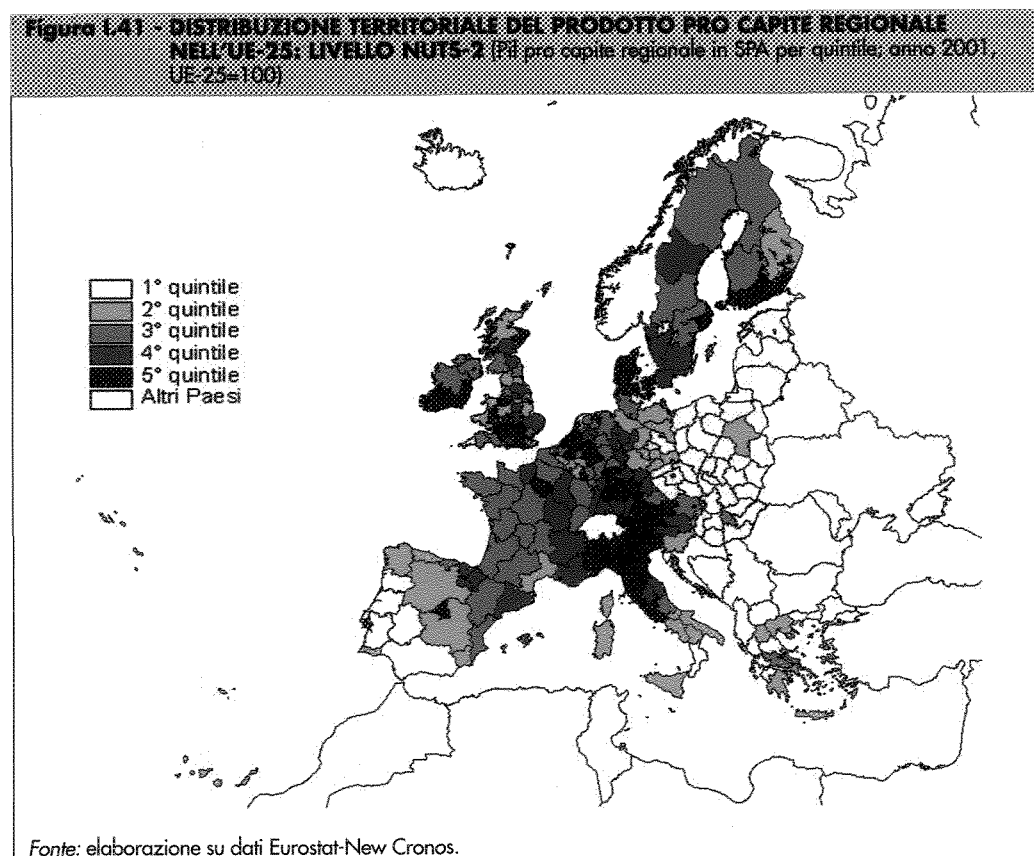 Figura I.41 - DISTRIBUZIONE TERRITORIALE DEL PRODOTTO PRO CAPITE REGIONALE
NELL'UE-25: LIVELLO NUTS-2 (Pil pro capite regionale in SPA per quintile, anno 2001,
UE-25=100)
1° quintile
2° quintile
3° quintile
4° quintile
5° quintile
Altri Paesi
Fonte: elaborazione su dati Eurostat-New Cronos.